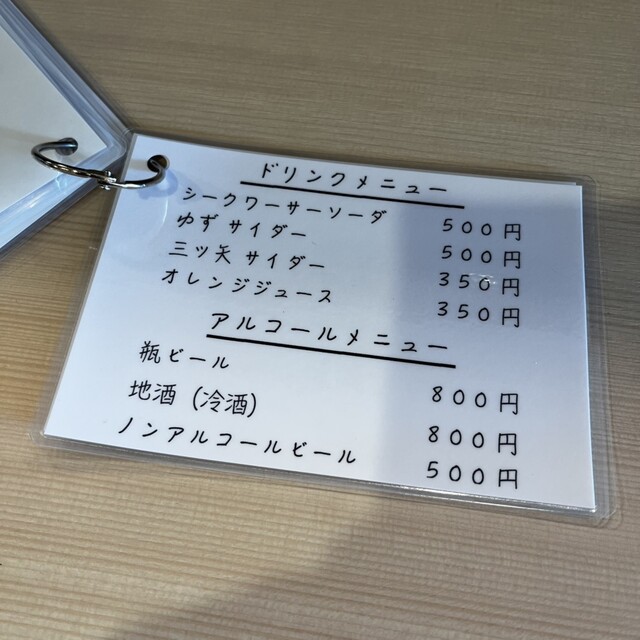 ドリンクメニュー
シークワーサーソーダ 500円
ゆずサイダー 500円
三ツ矢サイダー 350円
オレンジジュース 350円
アルコールメニュー
瓶ビール 800円
地酒（冷酒） 800円
ノンアルコールビール 500円